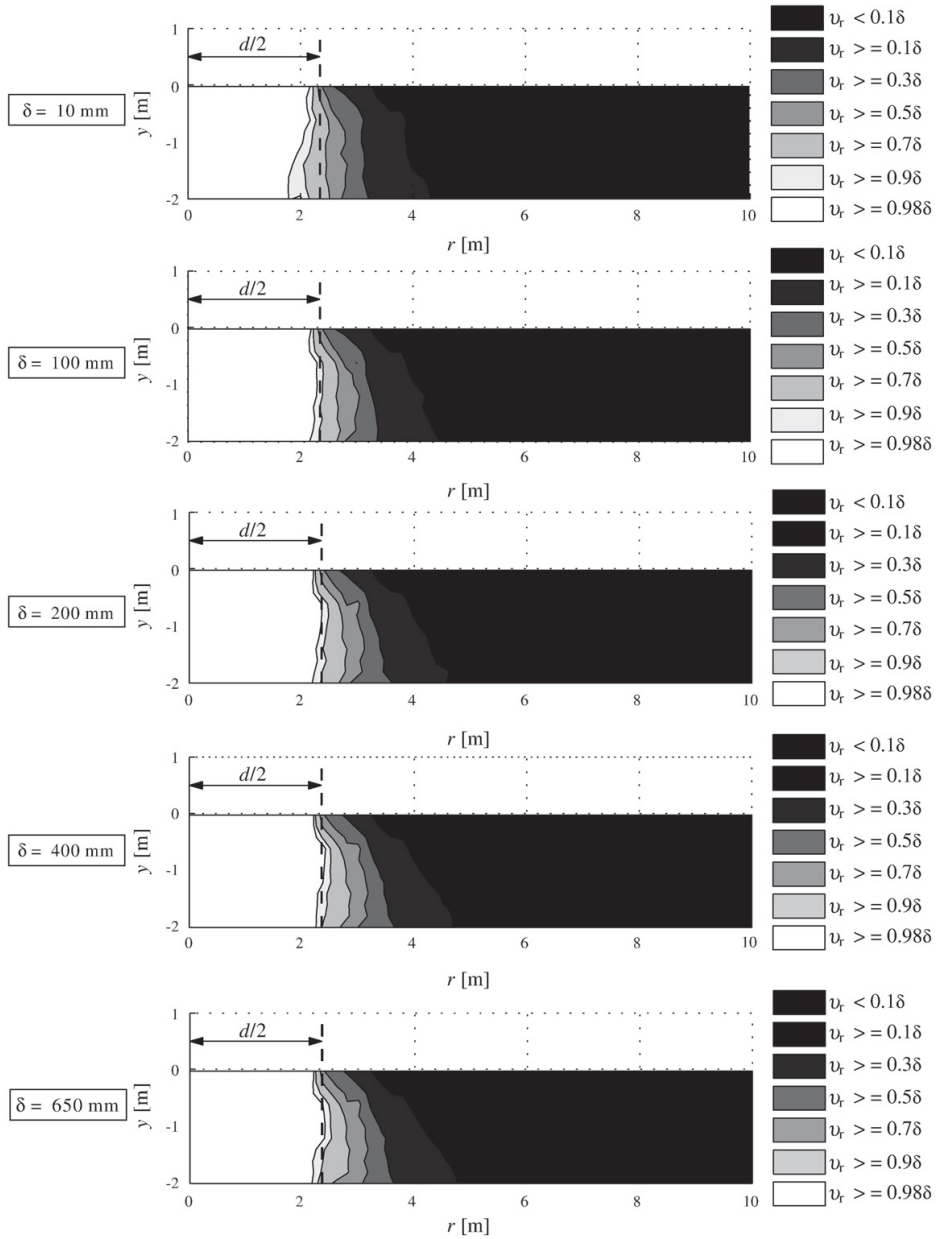 1
d/2
υr < 0.1δ
υr > = 0.1δ
υr > = 0.3δ
υr > = 0.5δ
υr > = 0.7δ
υr > = 0.9δ
υr > = 0.98δ
δ = 10 mm
y [m]
0
-1
-2
0 2 4 6 8 10
r [m]
1
d/2
υr < 0.1δ
υr > = 0.1δ
υr > = 0.3δ
υr > = 0.5δ
υr > = 0.7δ
υr > = 0.9δ
υr > = 0.98δ
δ = 100 mm
y [m]
0
-1
-2
0 2 4 6 8 10
r [m]
1
d/2
υr < 0.1δ
υr > = 0.1δ
υr > = 0.3δ
υr > = 0.5δ
υr > = 0.7δ
υr > = 0.9δ
υr > = 0.98δ
δ = 200 mm
y [m]
0
-1
-2
0 2 4 6 8 10
r [m]
1
d/2
υr < 0.1δ
υr > = 0.1δ
υr > = 0.3δ
υr > = 0.5δ
υr > = 0.7δ
υr > = 0.9δ
υr > = 0.98δ
δ = 400 mm
y [m]
0
-1
-2
0 2 4 6 8 10
r [m]
1
d/2
υr < 0.1δ
υr > = 0.1δ
υr > = 0.3δ
υr > = 0.5δ
υr > = 0.7δ
υr > = 0.9δ
υr > = 0.98δ
δ = 650 mm
y [m]
0
-1
-2
0 2 4 6 8 10
r [m]